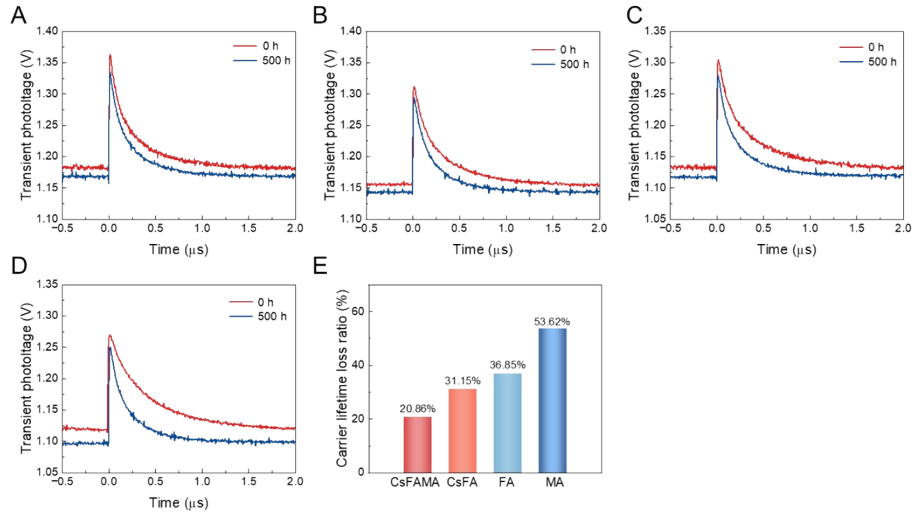 A
Transient photoltage (V)
1.40
1.35
1.30
1.25
1.20
1.15
1.10
0 h
500 h
−0.5 0.0 0.5 1.0 1.5 2.0
Time (μs)
B
Transient photoltage (V)
1.40
1.35
1.30
1.25
1.20
1.15
1.10
0 h
500 h
−0.5 0.0 0.5 1.0 1.5 2.0
Time (μs)
C
Transient photoltage (V)
1.35
1.30
1.25
1.20
1.15
1.10
1.05
0 h
500 h
−0.5 0.0 0.5 1.0 1.5 2.0
Time (μs)
D
Transient photoltage (V)
1.35
1.30
1.25
1.20
1.15
1.10
1.05
0 h
500 h
−0.5 0.0 0.5 1.0 1.5 2.0
Time (μs)
E
Carrier lifetime loss ratio (%)
60
40
20
0
20.86%
31.15%
36.85%
53.62%
CsFAMA CsFA FA MA